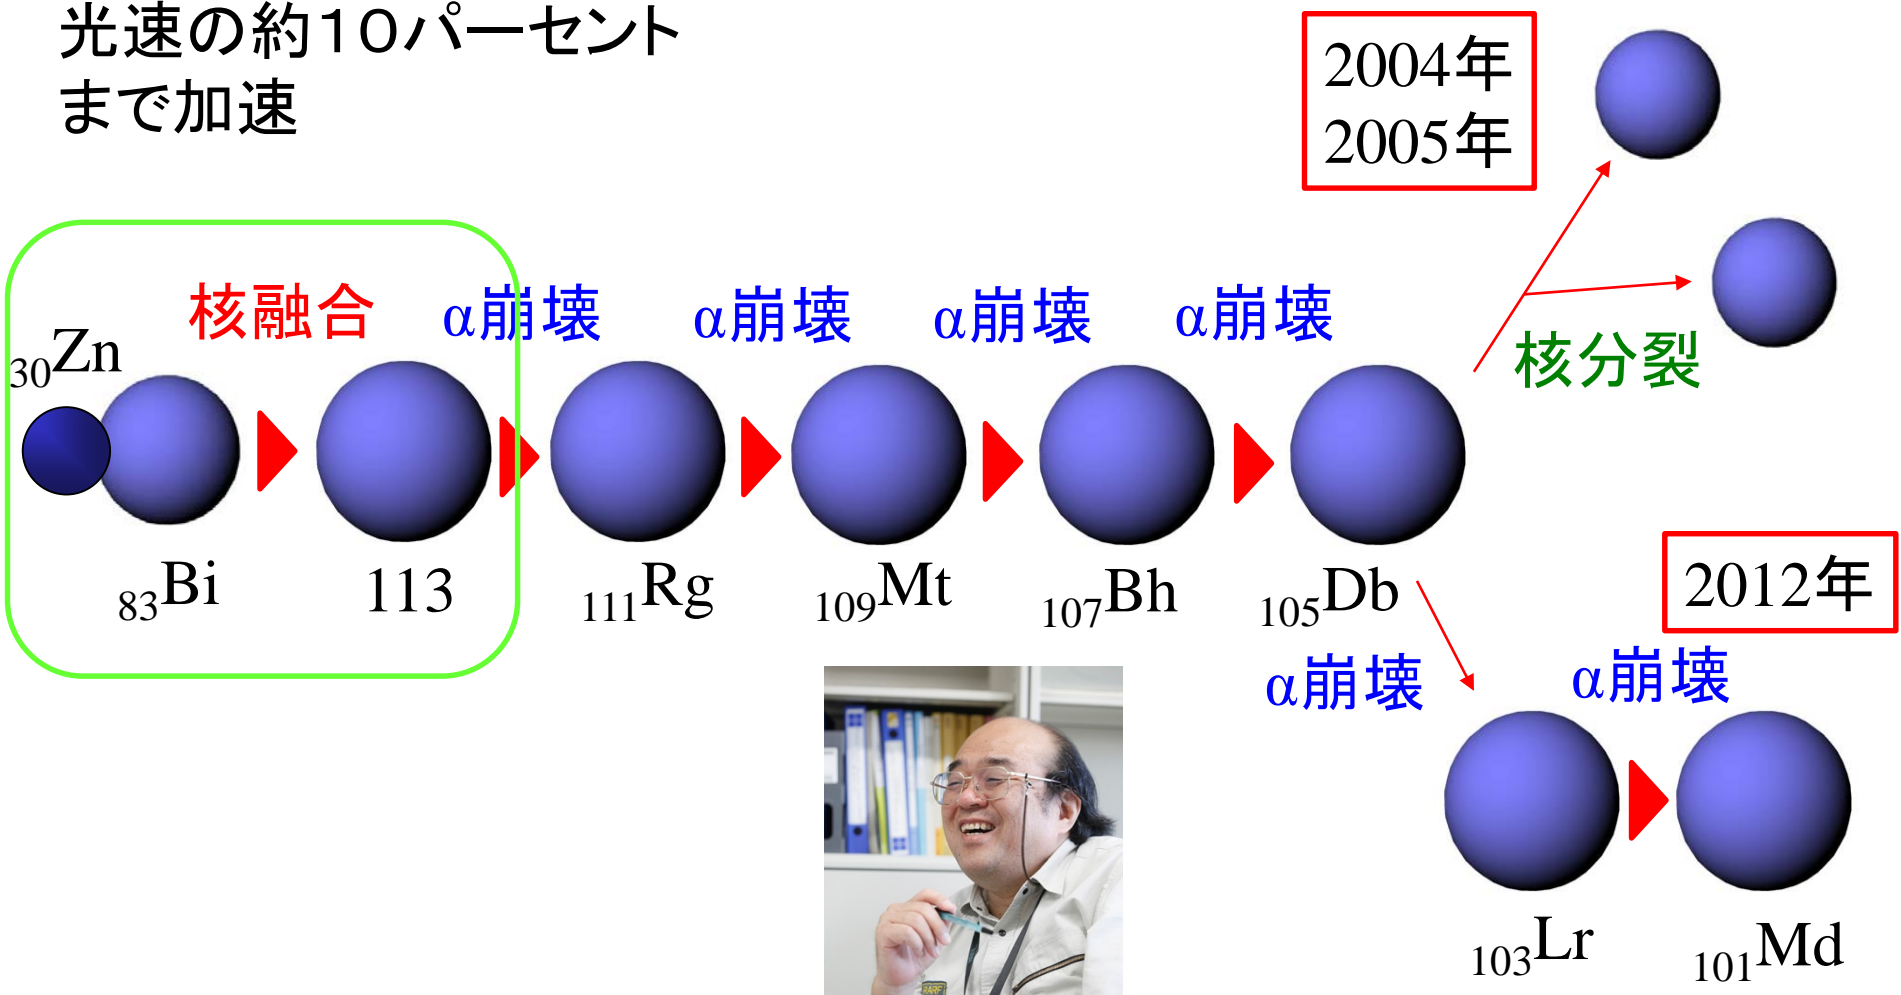 光速の約１０パーセント
まで加速
2004年
2005年
核融合
α崩壊
α崩壊
α崩壊
α崩壊
核分裂
30Zn
83Bi
113
111Rg
109Mt
107Bh
105Db
2012年
α崩壊
α崩壊
103Lr
101Md